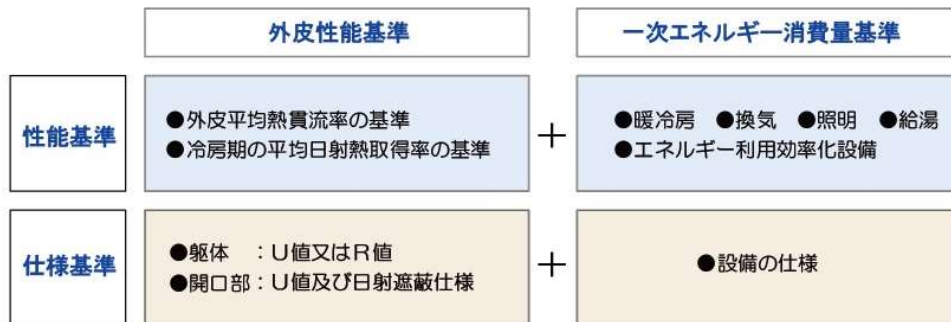 外皮性能基準
一次エネルギー消費量基準
性能基準
●外皮平均熱貫流率の基準
●冷房期の平均日射熱取得率の基準
+
●暖冷房 ●換気 ●照明 ●給湯
●エネルギー利用効率化設備
仕様基準
●躯体 :U値又はR値
●開口部:U値及び日射遮蔽仕様
+
●設備の仕様